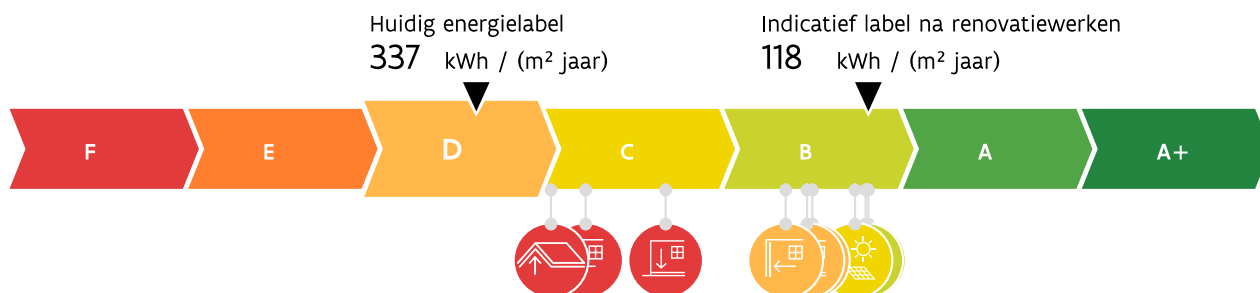 Huidig energielabel
337 kWh / (m² jaar)
Indicatief label na renovatiewerken
118 kWh / (m² jaar)
F E D C B A A+